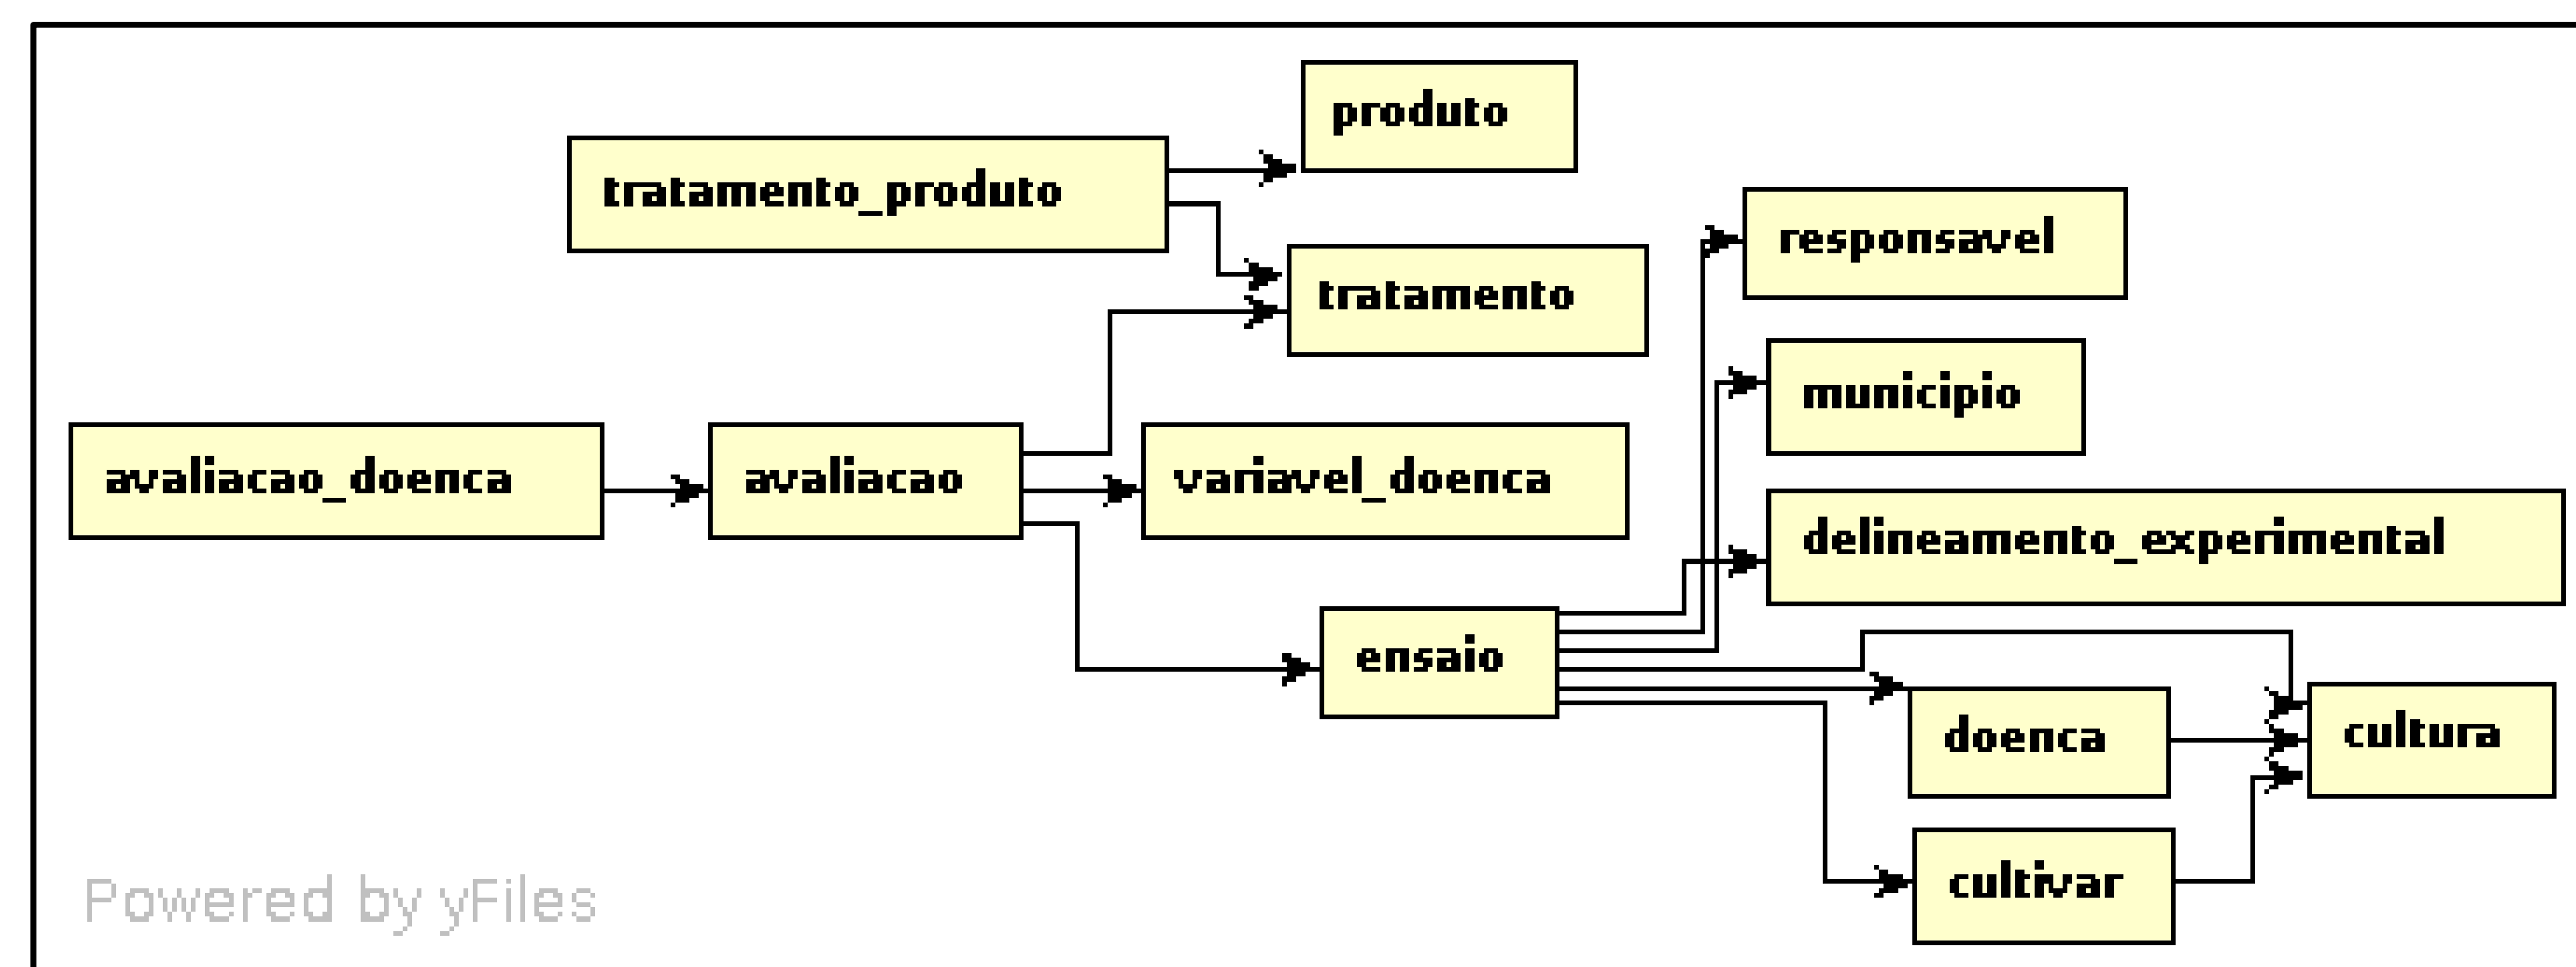 produto
tratamento_produto
responsavel
tratamento
municipio
avaliacao_doenca
avaliacao
variavel_doenca
delineamento_experimental
ensaio
doenca
cultura
cultivar
Powered by yFiles